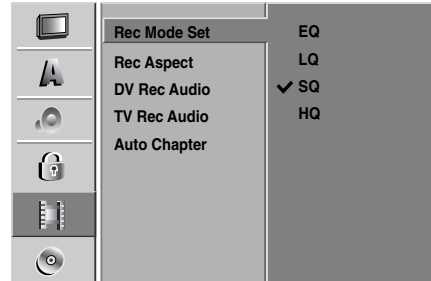 Rec Mode Set
Rec Aspect
DV Rec Audio
TV Rec Audio
Auto Chapter
EQ
LQ
SQ
HQ